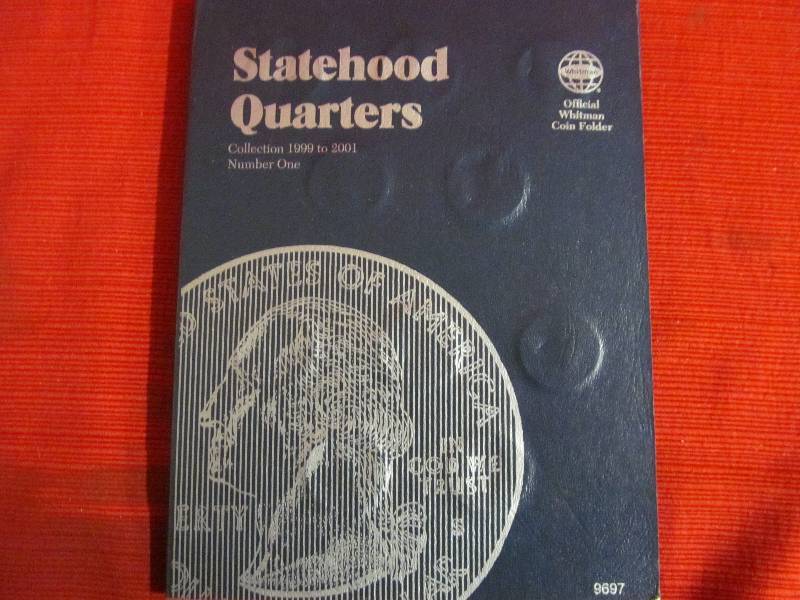 Statehood
Quarters
Collection 1999 to 2001
Number One
Whitman
®
Official
Whitman
Coin Folder
D STATES OF AMERICA
IN
GOD WE
TRUST
ERTY
S
9697